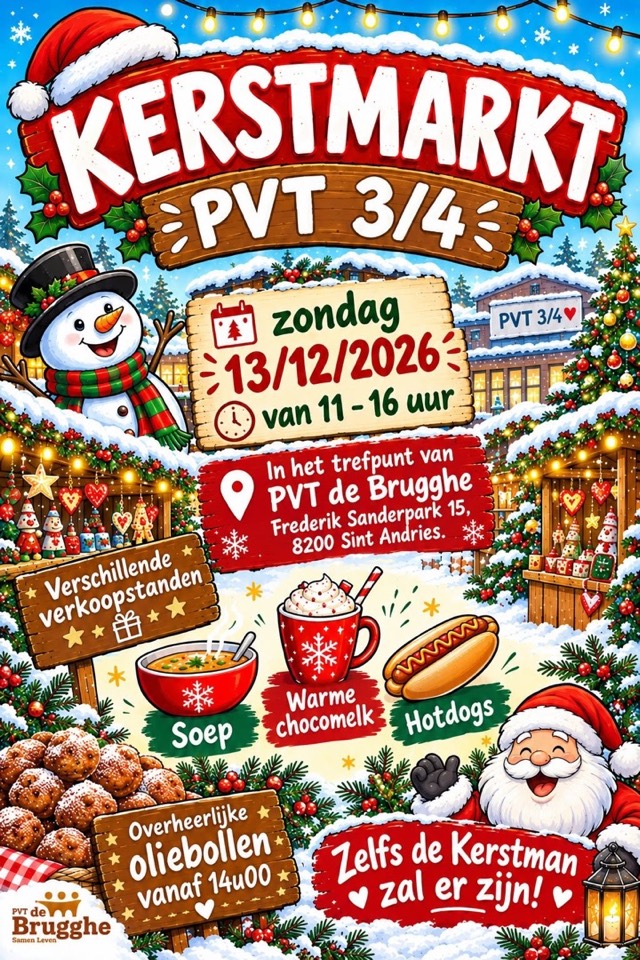 KERSTMARKT
PVT 3/4
PVT 3/4
zondag
13/12/2026
van 11 - 16 uur
In het trefpunt van
PVT de Brugghe
Frederik Sanderpark 15,
8200 Sint Andries.
Verschillende
verkoopstanden
Soep
Warme
chocomelk
Hotdogs
Overheerlijke
oliebollen
vanaf 14u00
Zelfs de Kerstman
zal er zijn!
PVT de
Brugghe
Samen Leven